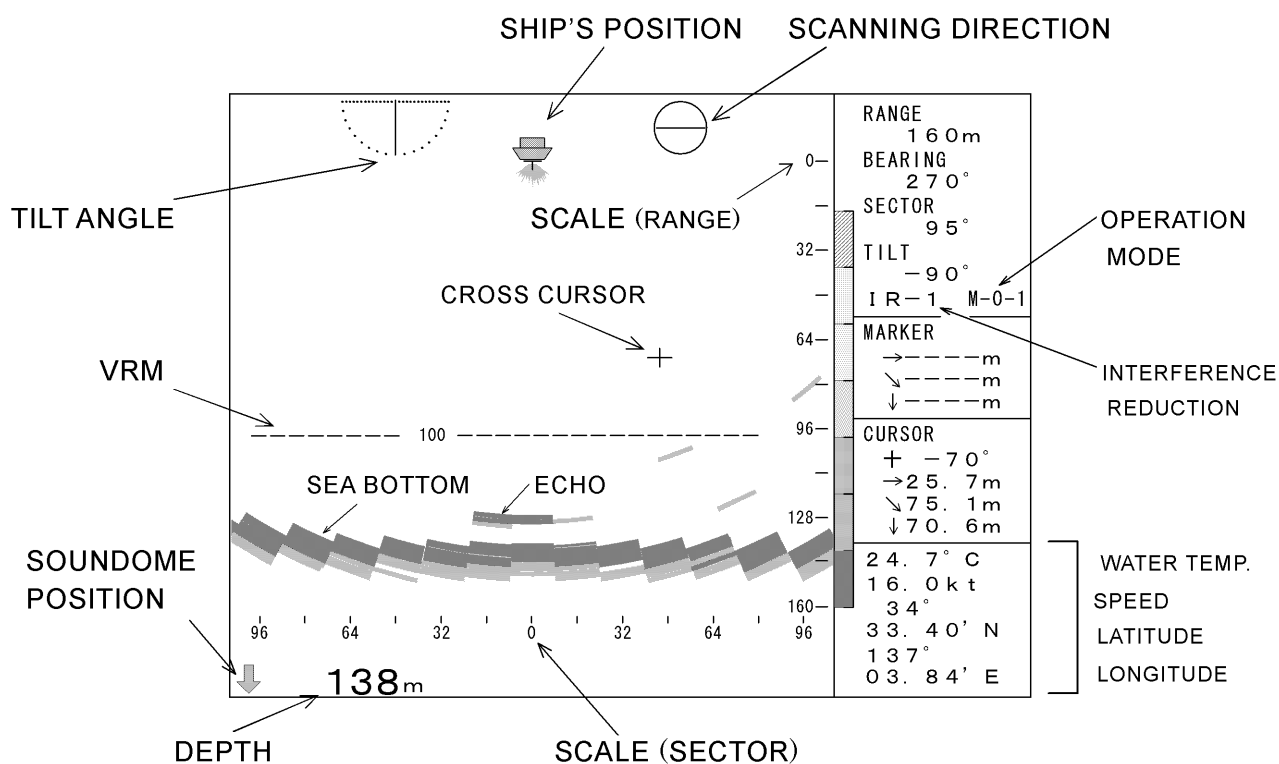 SHIP'S POSITION
SCANNING DIRECTION
TILT ANGLE
SCALE (RANGE)
CROSS CURSOR
VRM
100
SEA BOTTOM
ECHO
SOUNDOME
POSITION
0
32
64
96
128
160
96 64 32 0 32 64 96
138m
DEPTH
SCALE (SECTOR)
RANGE
160m
BEARING
270°
SECTOR
95°
TILT
-90°
IR-1 M-0-1
MARKER
→----m
↘----m
↓----m
CURSOR
+ -70°
→25.7m
↘75.1m
↓70.6m
24.7°C
16.0kt
34°
33.40' N
137°
03.84' E
OPERATION
MODE
INTERFERENCE
REDUCTION
WATER TEMP.
SPEED
LATITUDE
LONGITUDE